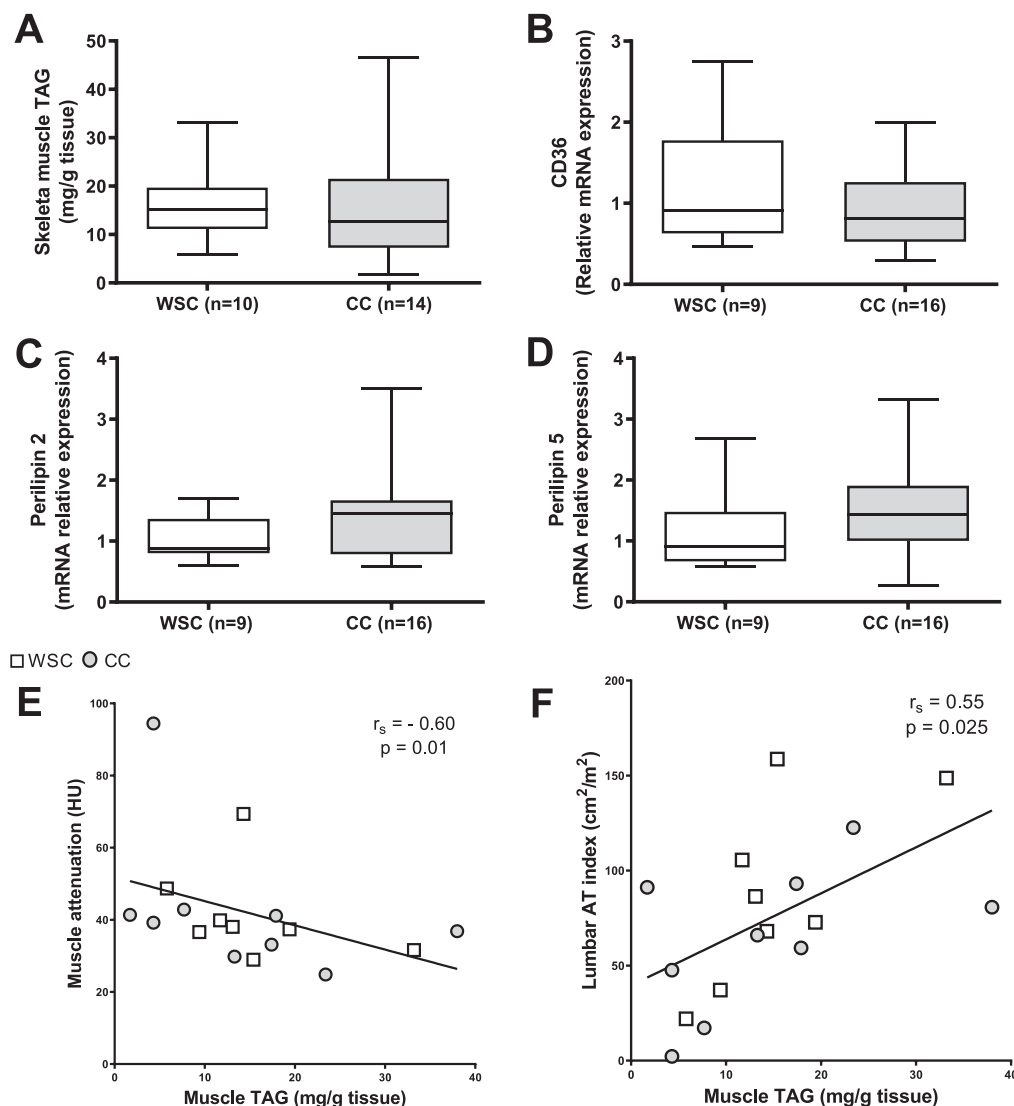 A
Skeleta muscle TAG
(mg/g tissue)
50
40
30
20
10
0
WSC (n=10)
CC (n=14)
B
CD36
(Relative mRNA expression)
3
2
1
0
WSC (n=9)
CC (n=16)
C
Perilipin 2
(mRNA relative expression)
4
3
2
1
0
WSC (n=9)
CC (n=16)
D
Perilipin 5
(mRNA relative expression)
4
3
2
1
0
WSC (n=9)
CC (n=16)
WSC CC
E
Muscle attenuation (HU)
100
80
60
40
20
0
r_s = - 0.60
p = 0.01
0 10 20 30 40
Muscle TAG (mg/g tissue)
F
Lumbar AT index (cm²/m²)
200
150
100
50
0
r_s = 0.55
p = 0.025
0 10 20 30 40
Muscle TAG (mg/g tissue)